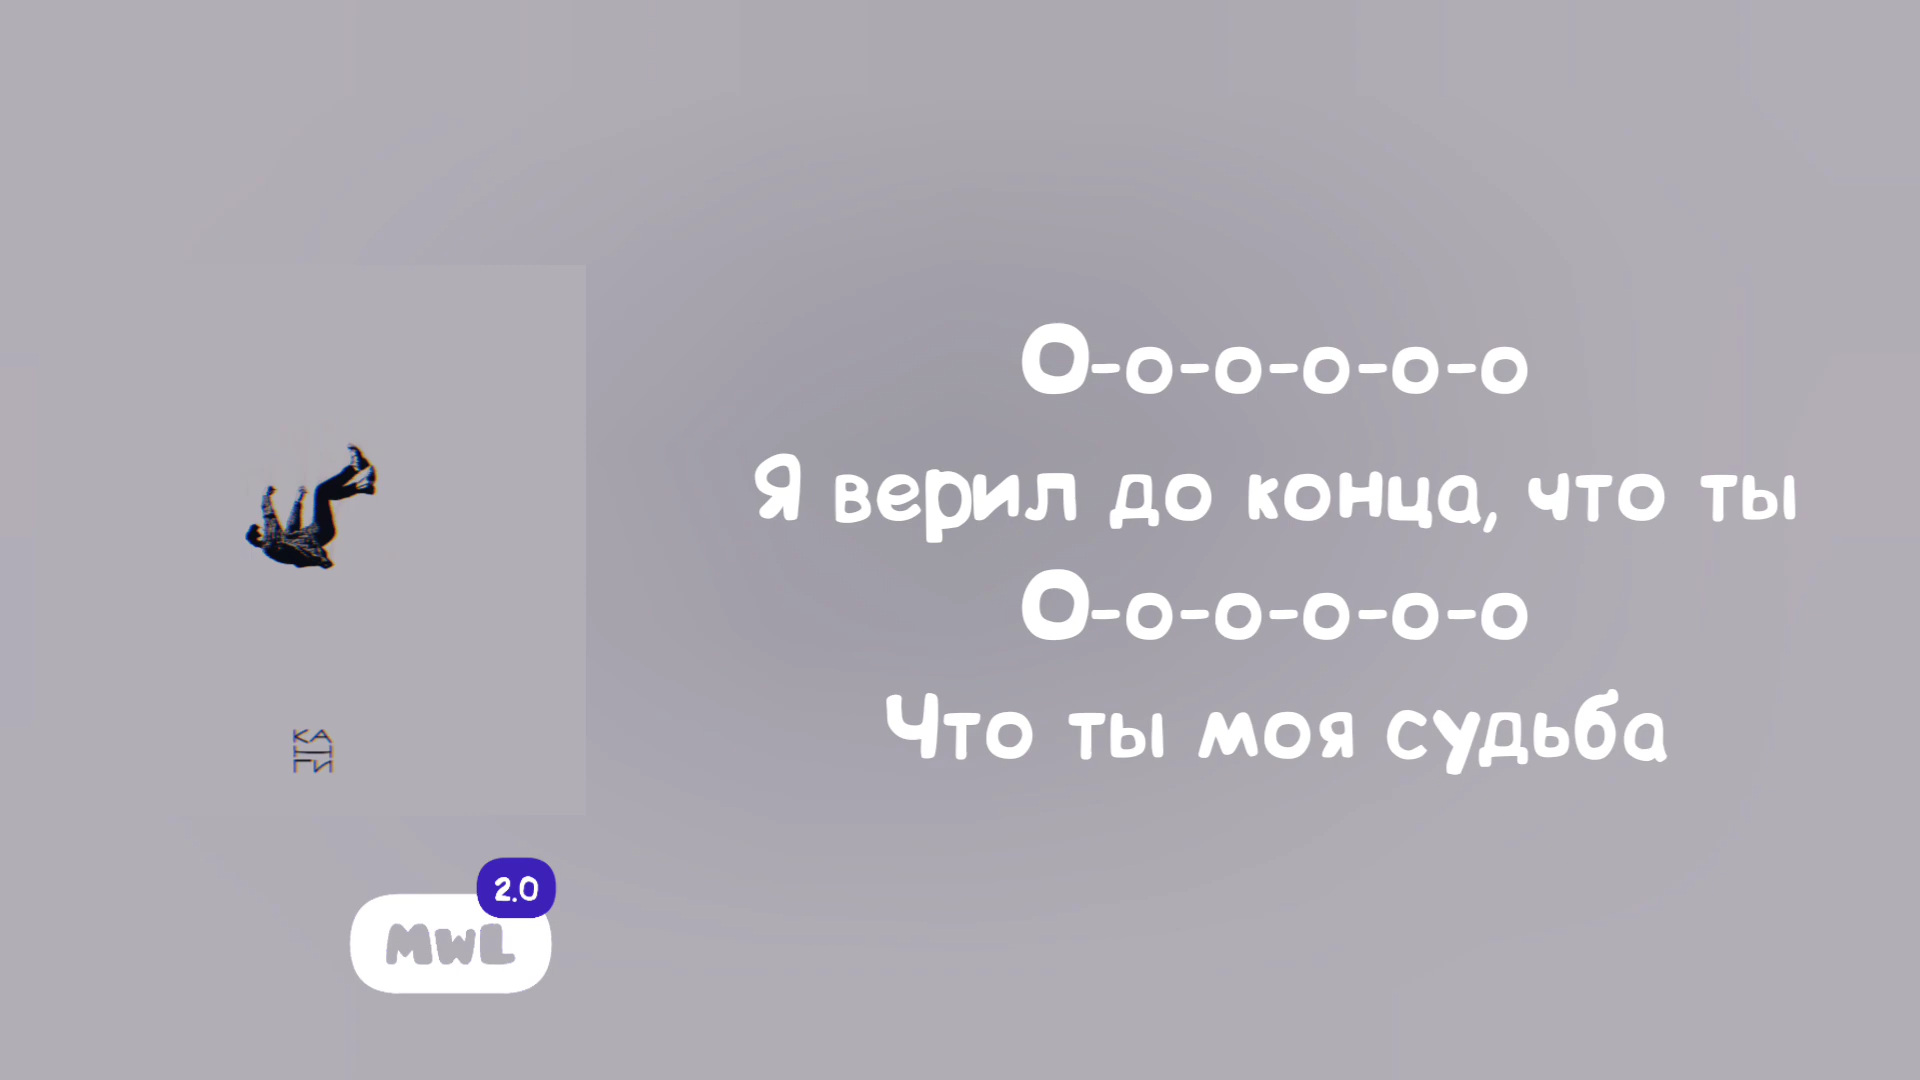 О-о-о-о-о-о
Я верил до конца, что ты
О-о-о-о-о-о
Что ты моя судьба
КА
НГИ
2.0
MWL